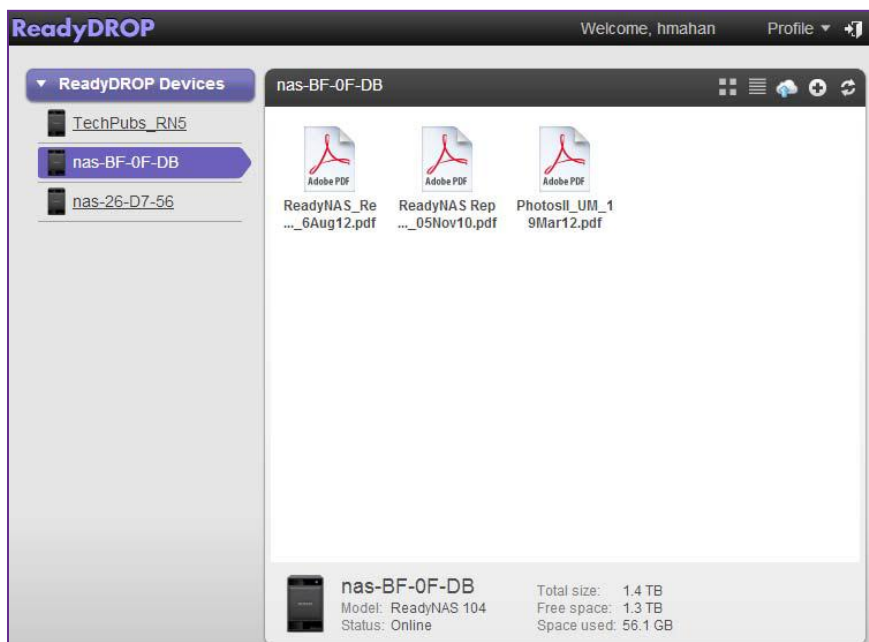 ReadyDROP
Welcome, hmahan
Profile
ReadyDROP Devices
TechPubs_RN5
nas-BF-0F-DB
nas-26-D7-56
nas-BF-0F-DB
Adobe PDF
Adobe PDF
Adobe PDF
ReadyNAS_Re
..._6Aug12.pdf
ReadyNAS Rep
..._05Nov10.pdf
PhotosII_UM_1
9Mar12.pdf
nas-BF-0F-DB
Model: ReadyNAS 104
Status: Online
Total size: 1.4 TB
Free space: 1.3 TB
Space used: 56.1 GB